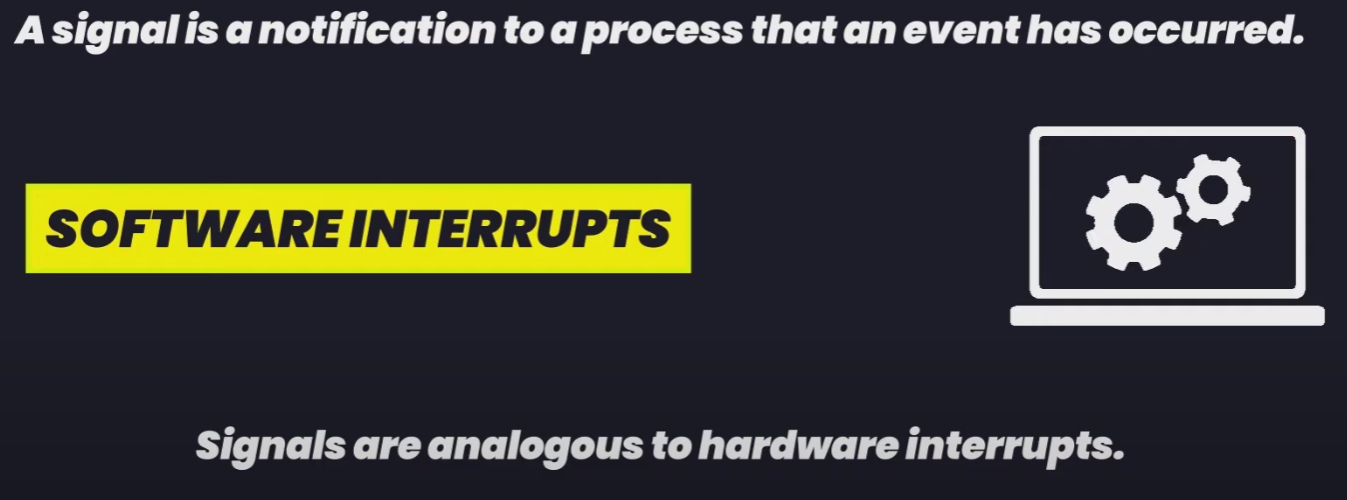 A signal is a notification to a process that an event has occurred.
SOFTWARE INTERRUPTS
Signals are analogous to hardware interrupts.